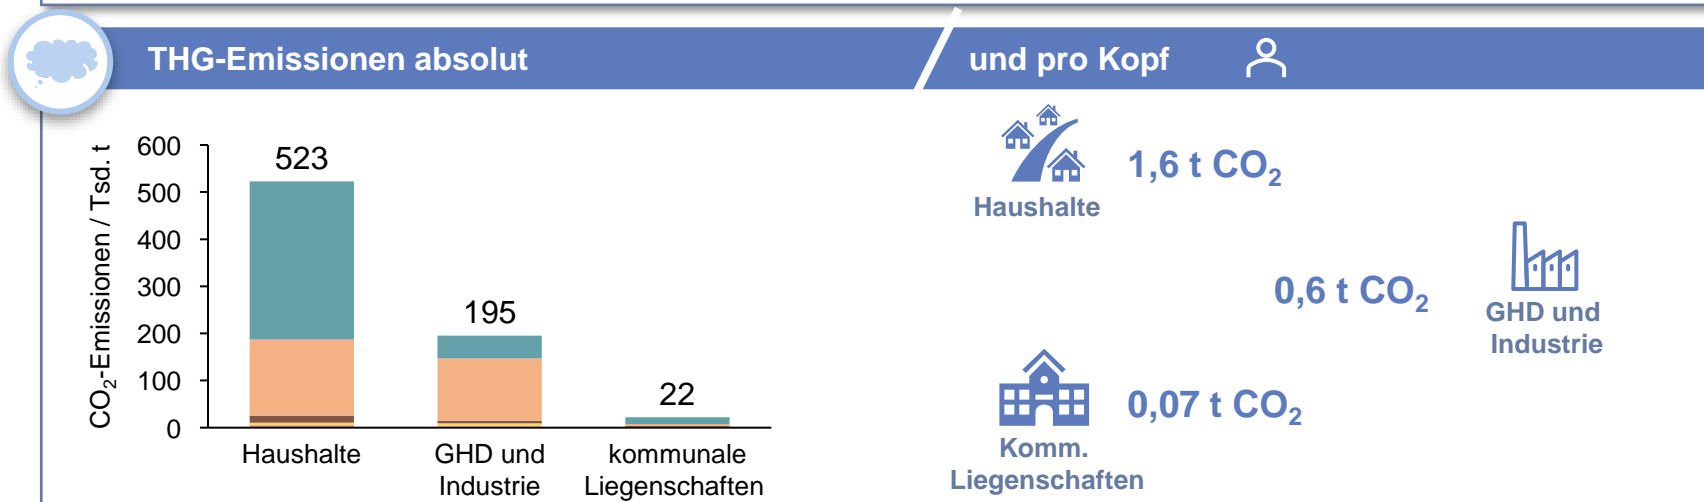 THG-Emissionen absolut
und pro Kopf
CO₂-Emissionen / Tsd. t
600
500
400
300
200
100
0
523
195
22
Haushalte
GHD und
Industrie
kommunale
Liegenschaften
1,6 t CO₂
Haushalte
0,6 t CO₂
GHD und
Industrie
0,07 t CO₂
Komm.
Liegenschaften